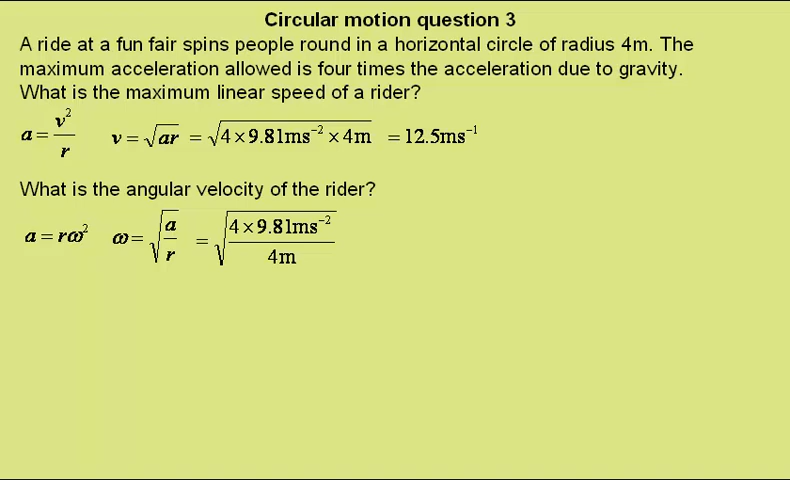 Circular motion question 3
A ride at a fun fair spins people round in a horizontal circle of radius 4m. The
maximum acceleration allowed is four times the acceleration due to gravity.
What is the maximum linear speed of a rider?
a = v²/r   v = √ar = √4×9.81ms⁻² × 4m = 12.5ms⁻¹
What is the angular velocity of the rider?
a = rω²   ω = √a/r = √4×9.81ms⁻²/4m